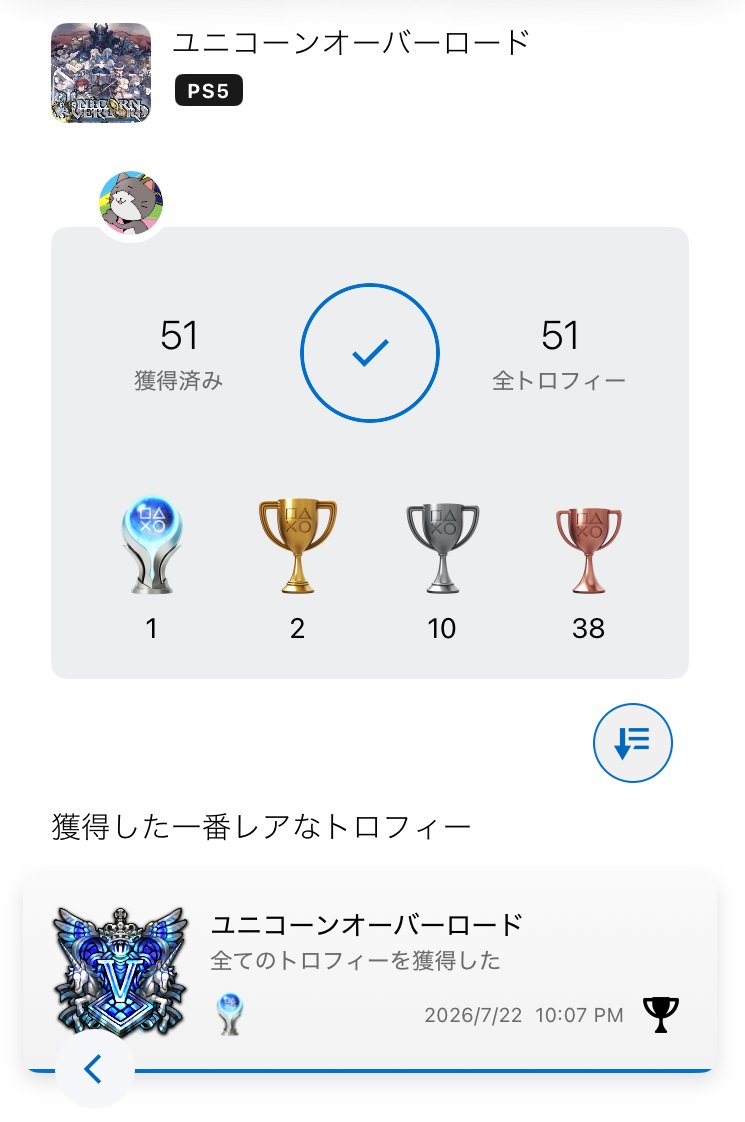 ユニコーンオーバーロード
PS5
UNICORN
OVERLORD
51
獲得済み
51
全トロフィー
1
2
10
38
獲得した一番レアなトロフィー
ユニコーンオーバーロード
全てのトロフィーを獲得した
V
2026/7/22 10:07 PM